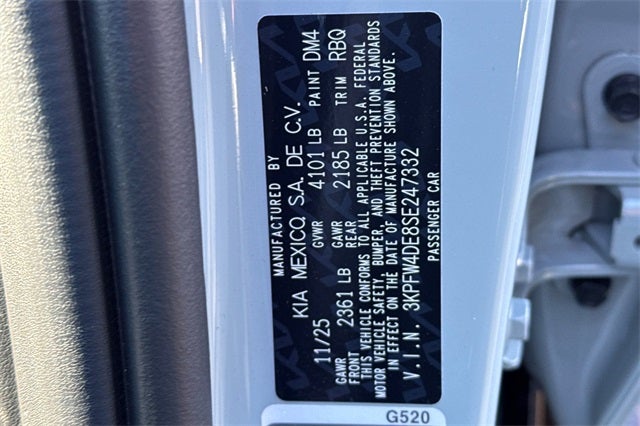 MANUFACTURED BY
KIA MEXICO, S.A. DE C.V.
11/25 GVWR 4101 LB PAINT DM4
GAWR FRONT 2361 LB GAWR REAR 2185 LB TRIM RBQ
THIS VEHICLE CONFORMS TO ALL APPLICABLE U.S.A. FEDERAL
MOTOR VEHICLE SAFETY, BUMPER, AND THEFT PREVENTION STANDARDS
IN EFFECT ON THE DATE OF MANUFACTURE SHOWN ABOVE.
V.I.N. 3KPFW4DE8SE247332
PASSENGER CAR
G520